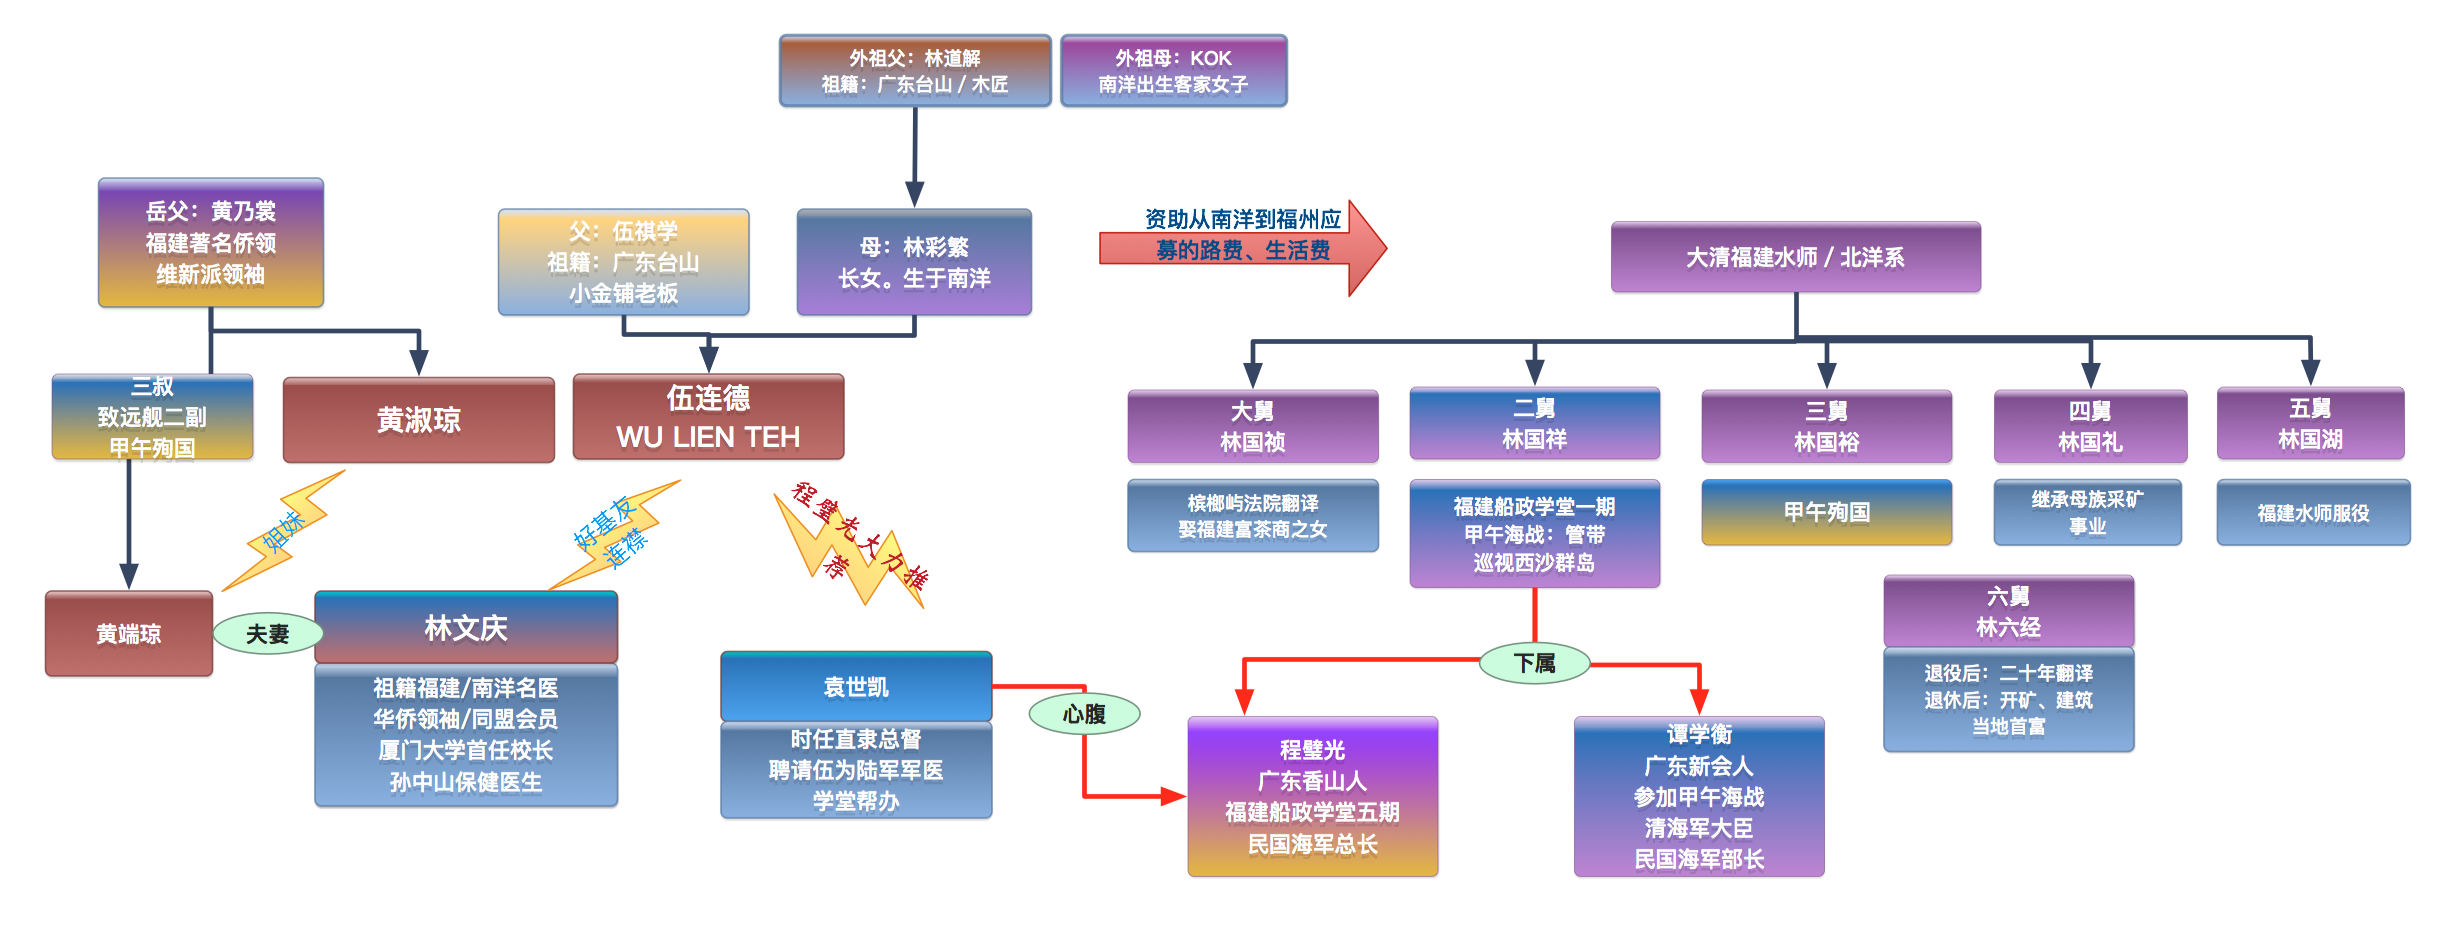 外祖父：林道解
祖籍：广东台山 / 木匠
外祖母：KOK
南洋出生客家女子
岳父：黄乃裳
福建著名侨领
维新派领袖
父：伍祺学
祖籍：广东台山
小金铺老板
母：林彩繁
长女。生于南洋
资助从南洋到福州应
募的路费、生活费
大清福建水师 / 北洋系
三叔
致远舰二副
甲午殉国
黄淑琼
伍连德
WU LIEN TEH
大舅
林国祯
二舅
林国祥
三舅
林国裕
四舅
林国礼
五舅
林国湖
槟榔屿法院翻译
娶福建富茶商之女
福建船政学堂一期
甲午海战：管带
巡视西沙群岛
甲午殉国
继承母族采矿
事业
福建水师服役
姐妹
好基友
连襟
程璧光大力推
荐
六舅
林六经
退役后：二十年翻译
退休后：开矿、建筑
当地首富
黄端琼
夫妻
林文庆
祖籍福建/南洋名医
华侨领袖/同盟会员
厦门大学首任校长
孙中山保健医生
袁世凯
时任直隶总督
聘请伍为陆军军医
学堂帮办
心腹
下属
程璧光
广东香山人
福建船政学堂五期
民国海军总长
谭学衡
广东新会人
参加甲午海战
清海军大臣
民国海军部长